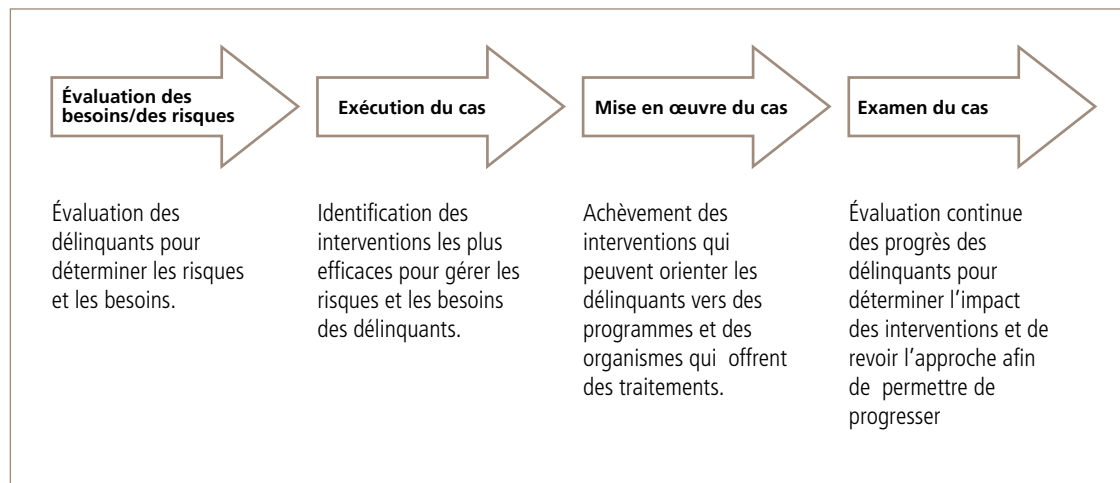 Évaluation des
besoins/des risques
Exécution du cas
Mise en œuvre du cas
Examen du cas
Évaluation des
délinquants pour
déterminer les risques
et les besoins.
Identification des
interventions les plus
efficaces pour gérer les
risques et les besoins
des délinquants.
Achèvement des
interventions qui
peuvent orienter les
délinquants vers des
programmes et des
organismes qui offrent
des traitements.
Évaluation continue
des progrès des
délinquants pour
déterminer l'impact
des interventions et de
revoir l'approche afin
de permettre de
progresser